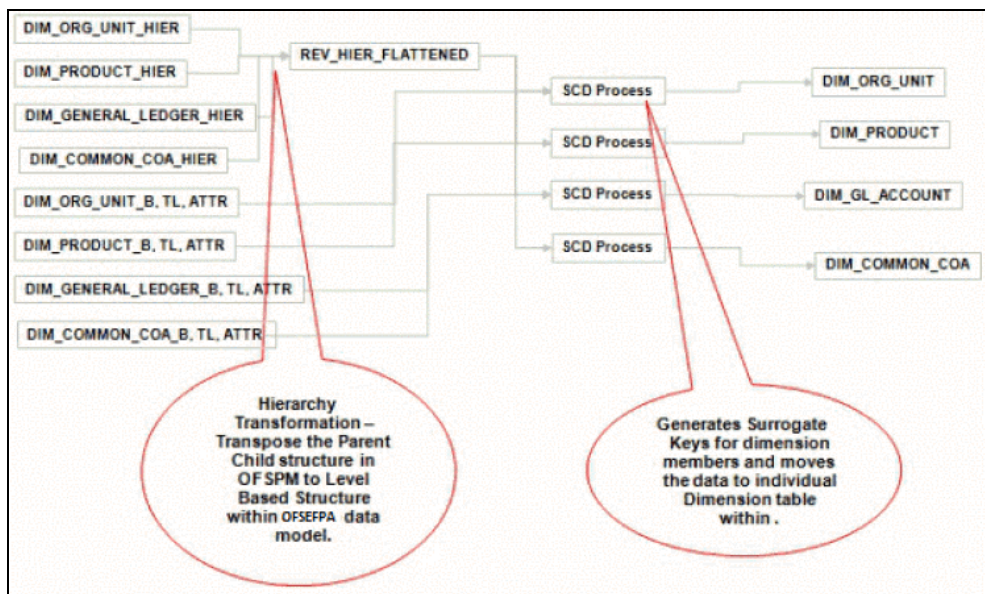 DIM_ORG_UNIT_HIER
DIM_PRODUCT_HIER
DIM_GENERAL_LEDGER_HIER
DIM_COMMON_COA_HIER
DIM_ORG_UNIT_B, TL, ATTR
DIM_PRODUCT_B, TL, ATTR
DIM_GENERAL_LEDGER_B, TL, ATTR
DIM_COMMON_COA_B, TL, ATTR
REV_HIER_FLATTENED
SCD Process
SCD Process
SCD Process
SCD Process
DIM_ORG_UNIT
DIM_PRODUCT
DIM_GL_ACCOUNT
DIM_COMMON_COA
Hierarchy
Transformation –
Transpose the Parent
Child structure in
OFSPM to Level
Based Structure
within OFSEFPA data
model.
Generates Surrogate
Keys for dimension
members and moves
the data to individual
Dimension table
within .